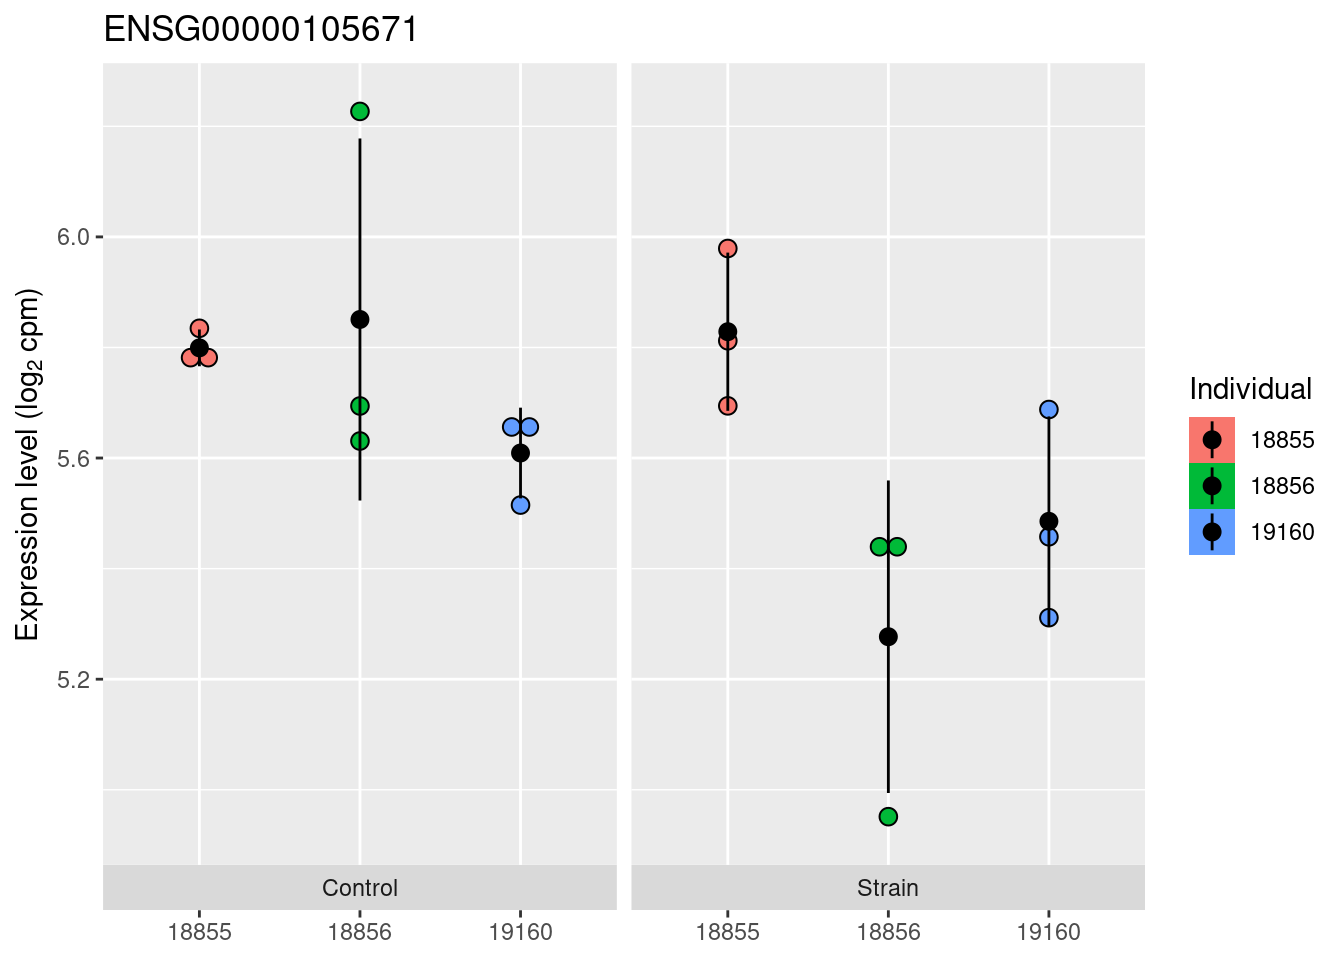 ENSG00000105671
Expression level (log₂ cpm)
6.0
5.6
5.2
Control
Strain
18855
18856
19160
18855
18856
19160
Individual
18855
18856
19160